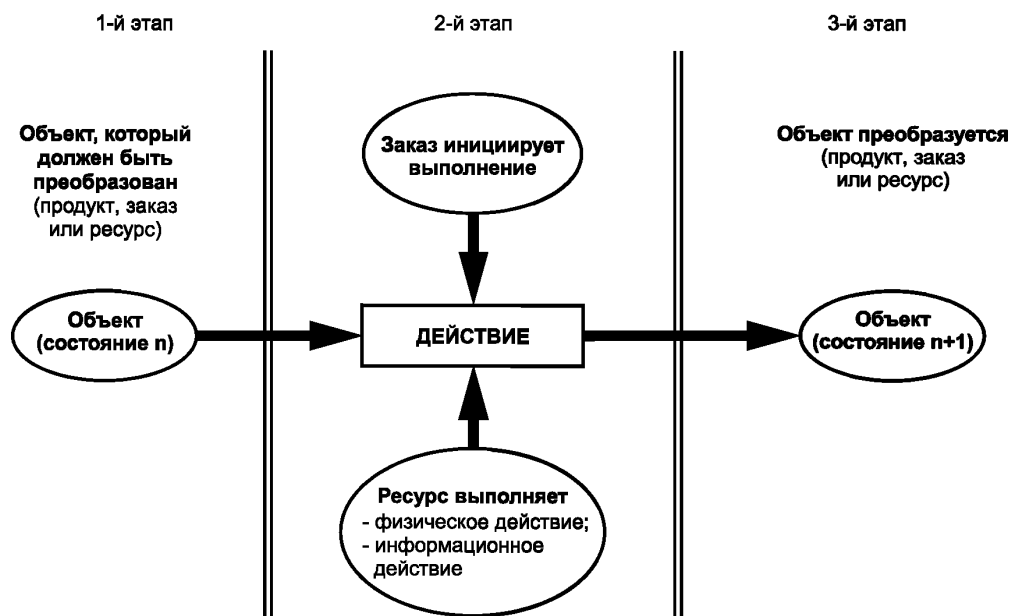 1-й этап
2-й этап
3-й этап
Объект, который
должен быть
преобразован
(продукт, заказ
или ресурс)
Заказ инициирует
выполнение
Объект преобразуется
(продукт, заказ
или ресурс)
Объект
(состояние n)
ДЕЙСТВИЕ
Объект
(состояние n+1)
Ресурс выполняет
- физическое действие;
- информационное
действие